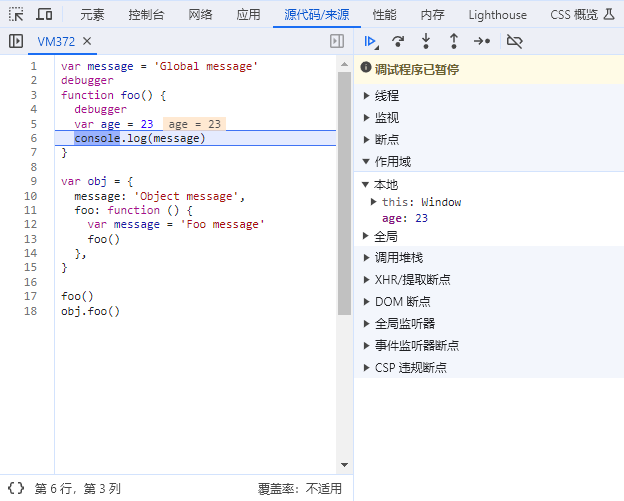 元素 控制台 网络 应用 源代码/来源 性能 内存 Lighthouse CSS 概览
VM372
1 var message = 'Global message'
2 debugger
3 function foo() {
4 debugger
5 var age = 23 age = 23
6 console.log(message)
7 }
8
9 var obj = {
10 message: 'Object message',
11 foo: function () {
12 var message = 'Foo message'
13 foo()
14 },
15 }
16
17 foo()
18 obj.foo()
调试程序已暂停
线程
监视
断点
作用域
本地
this: Window
age: 23
全局
调用堆栈
XHR/提取断点
DOM 断点
全局监听器
事件监听器断点
CSP 违规断点
{} 第 6 行，第 3 列 覆盖率：不适用